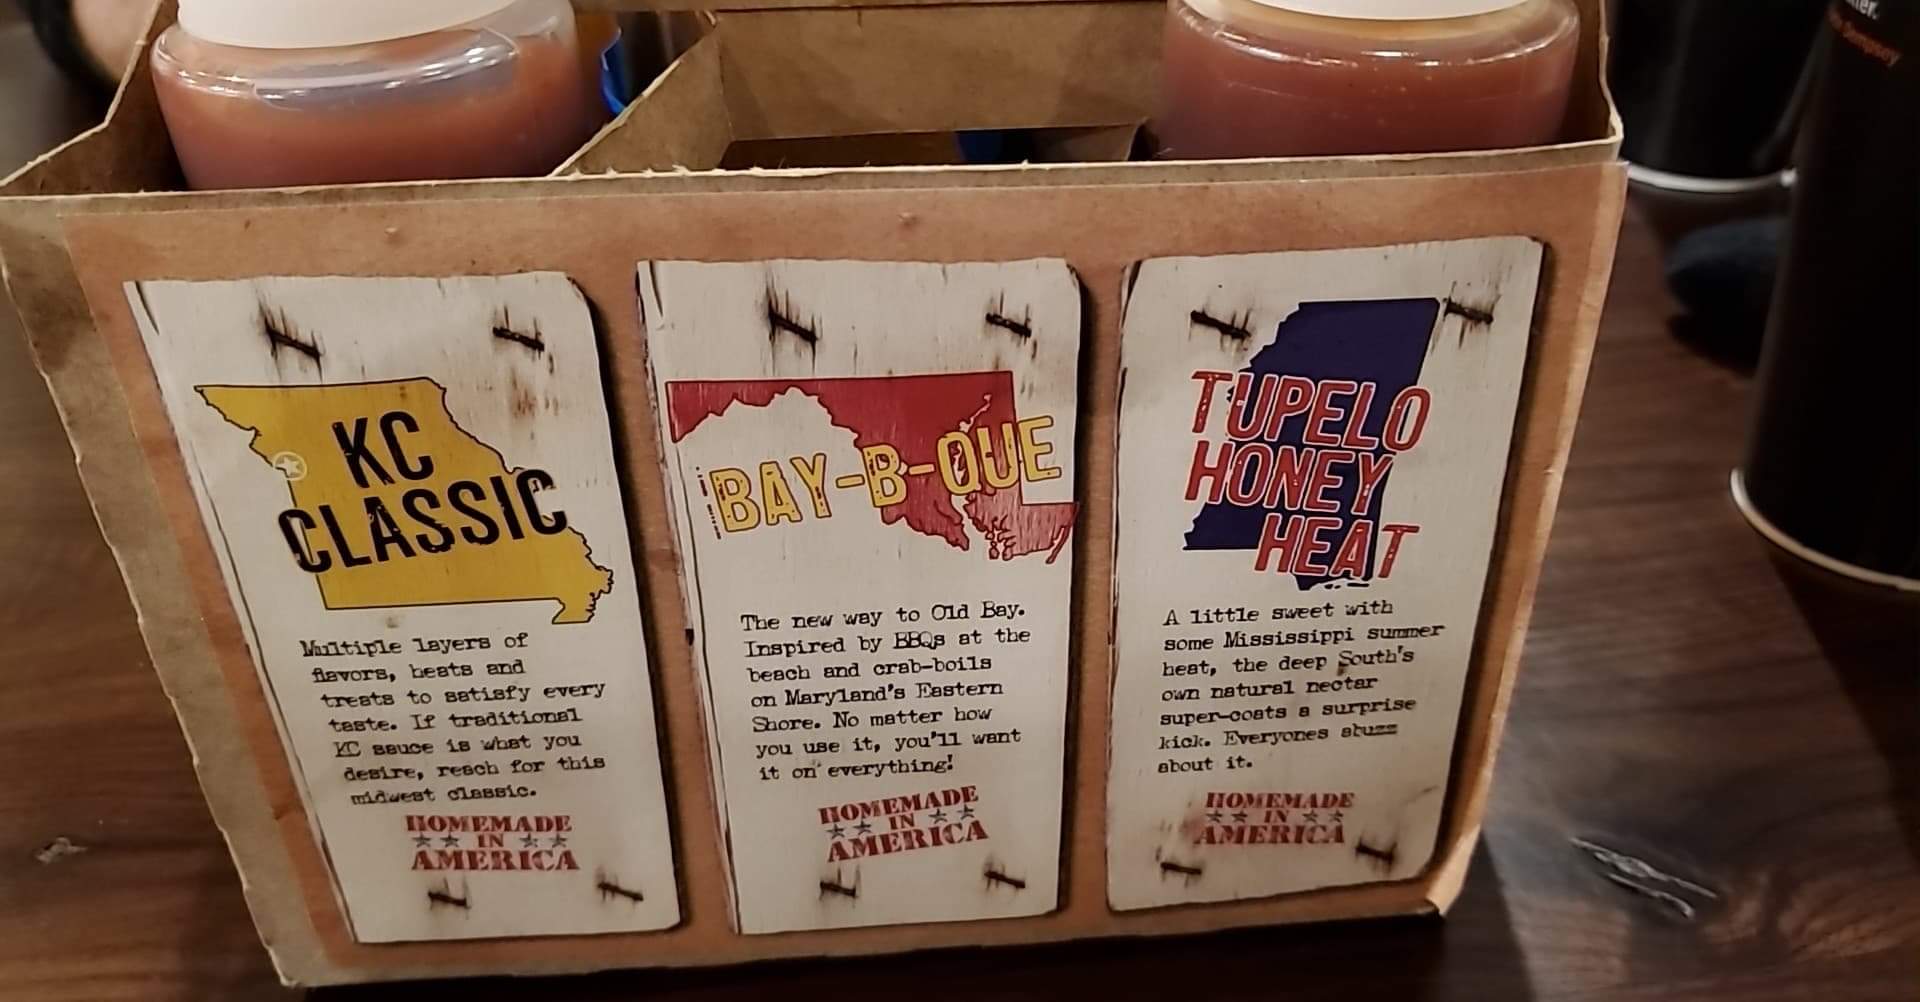 KC
CLASSIC
Multiple layers of
flavors, heats and
treats to satisfy every
taste. If traditional
KC sauce is what you
desire, reach for this
midwest classic.
HOMEMADE
IN
AMERICA
BAY-B-QUE
The new way to Old Bay.
Inspired by BBQs at the
beach and crab-boils
on Maryland's Eastern
Shore. No matter how
you use it, you'll want
it on everything!
HOMEMADE
IN
AMERICA
TUPELO
HONEY
HEAT
A little sweet with
some Mississippi summer
heat, the deep South's
own natural nectar
super-coats a surprise
kick. Everyones abuzz
about it.
HOMEMADE
IN
AMERICA
Dempsey